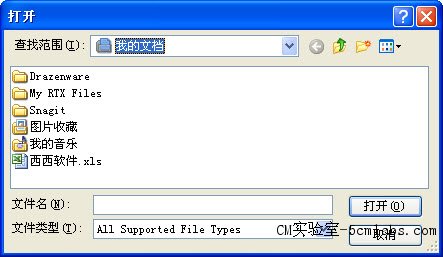 打开
查找范围(I): 我的文档
Drazenware
My RTX Files
Snagit
图片收藏
我的音乐
西西软件.xls
文件名(N):
打开(O)
文件类型(T): All Supported File Types
取消
CM实验室-bcmlabs.com